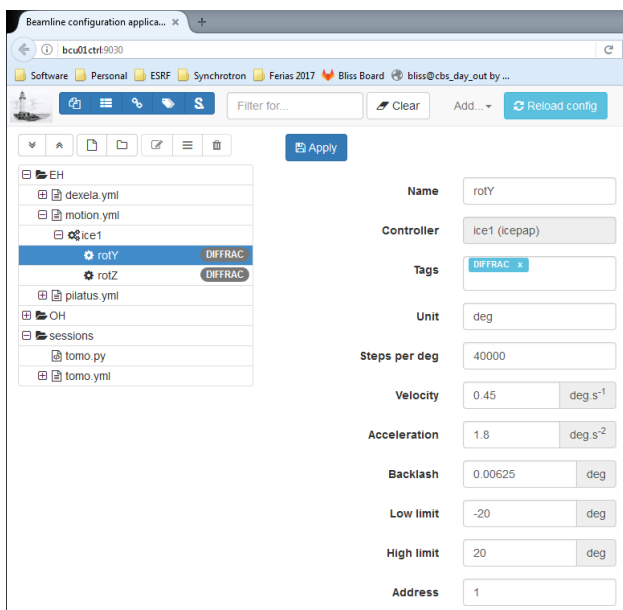 Beamline configuration applica... × +
bcu01ctrl:9030
Software Personal ESRF Synchrotron Ferias 2017 Bliss Board bliss@cbs_day_out by ...
Filter for... Clear Add... Reload config
Apply
EH
dexela.yml
motion.yml
ice1
rotY DIFFRAC
rotZ DIFFRAC
pilatus.yml
OH
sessions
tomo.py
tomo.yml
Name rotY
Controller ice1 (icepap)
Tags DIFFRAC x
Unit deg
Steps per deg 40000
Velocity 0.45 deg.s⁻¹
Acceleration 1.8 deg.s⁻²
Backlash 0.00625 deg
Low limit -20 deg
High limit 20 deg
Address 1